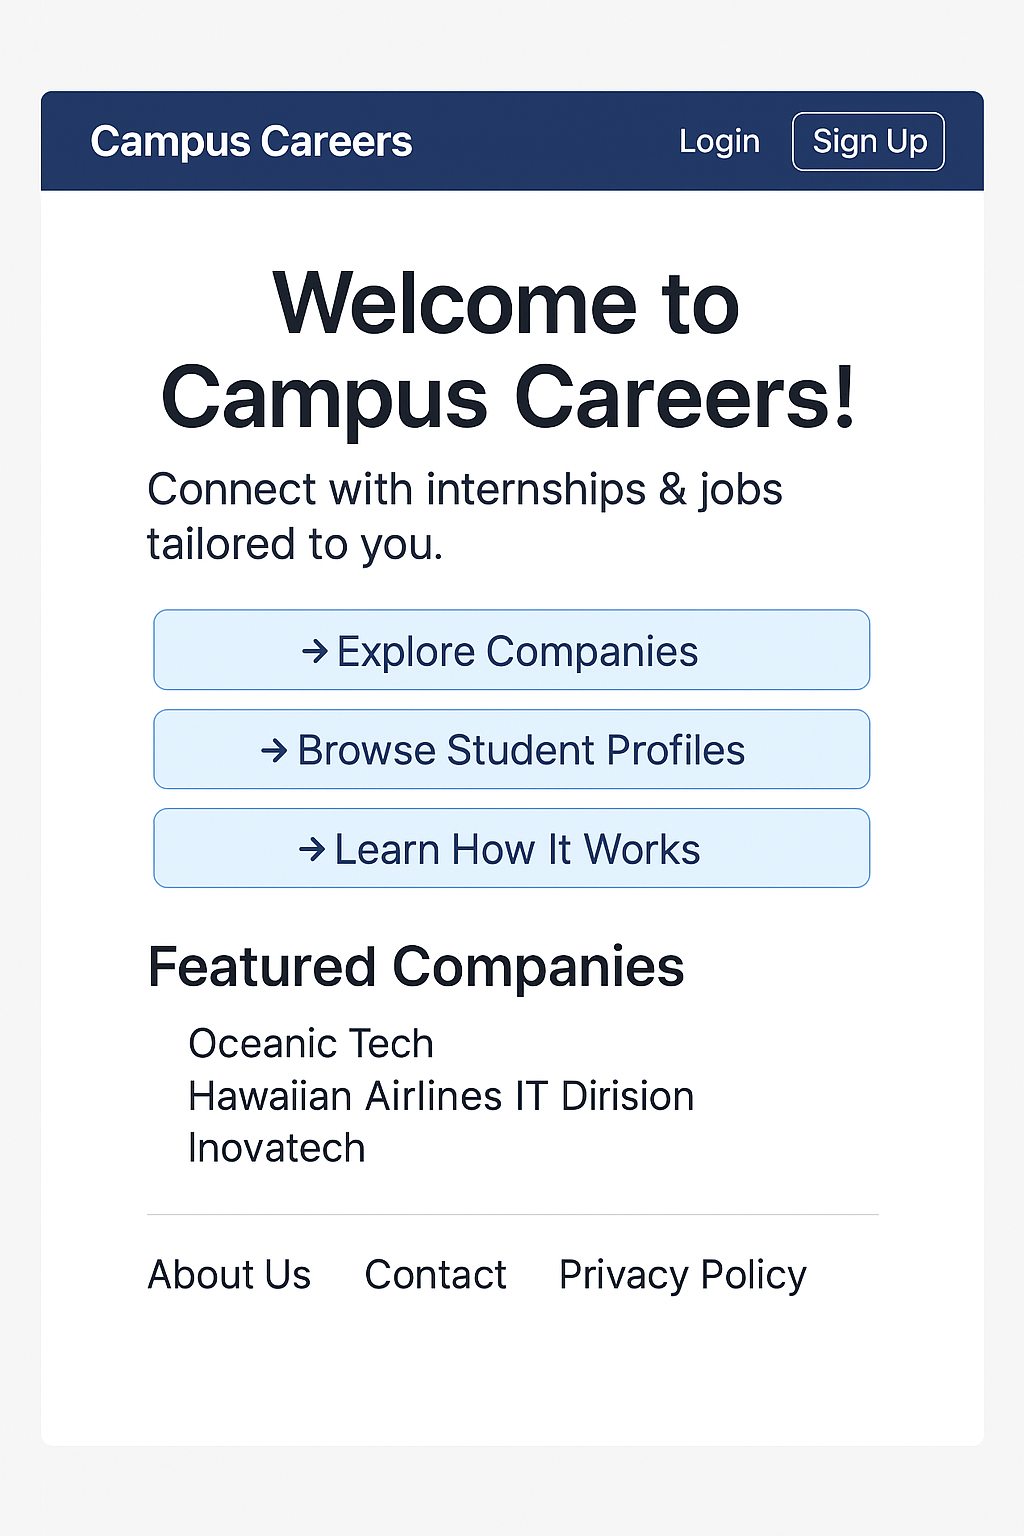 Campus Careers
Login
Sign Up
Welcome to
Campus Careers!
Connect with internships & jobs
tailored to you.
→ Explore Companies
→ Browse Student Profiles
→ Learn How It Works
Featured Companies
Oceanic Tech
Hawaiian Airlines IT Dirision
Inovatech
About Us
Contact
Privacy Policy